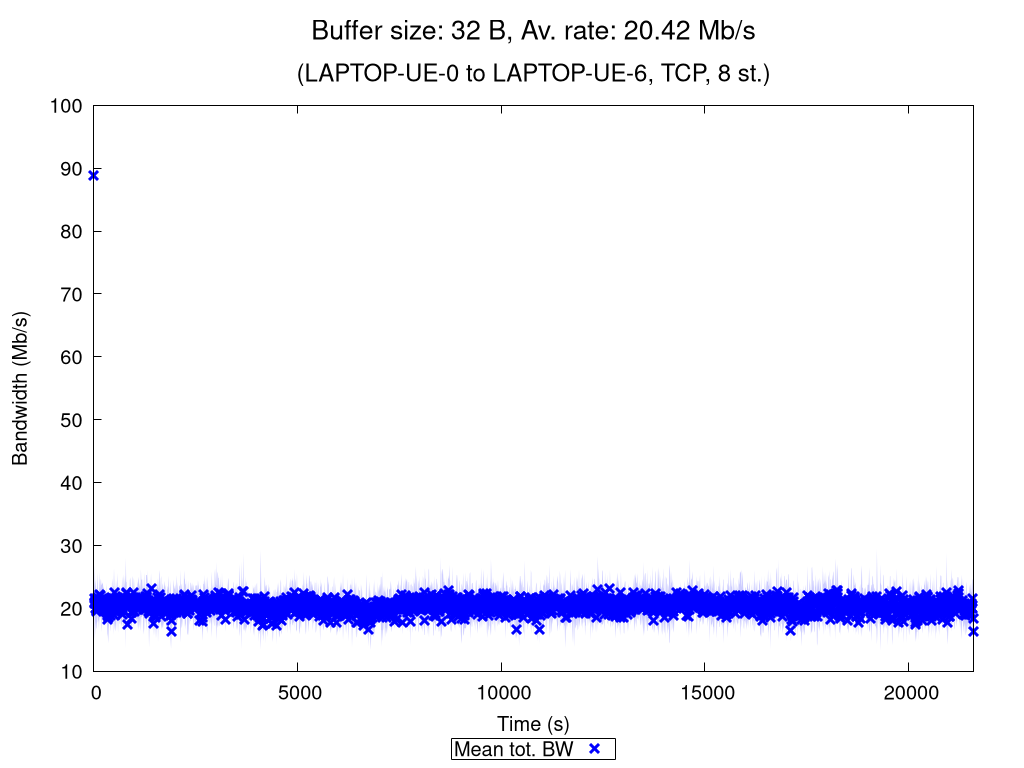 Buffer size: 32 B, Av. rate: 20.42 Mb/s
(LAPTOP-UE-0 to LAPTOP-UE-6, TCP, 8 st.)
100
90
80
70
60
50
40
30
20
10
Bandwidth (Mb/s)
0 5000 10000 15000 20000
Time (s)
Mean tot. BW